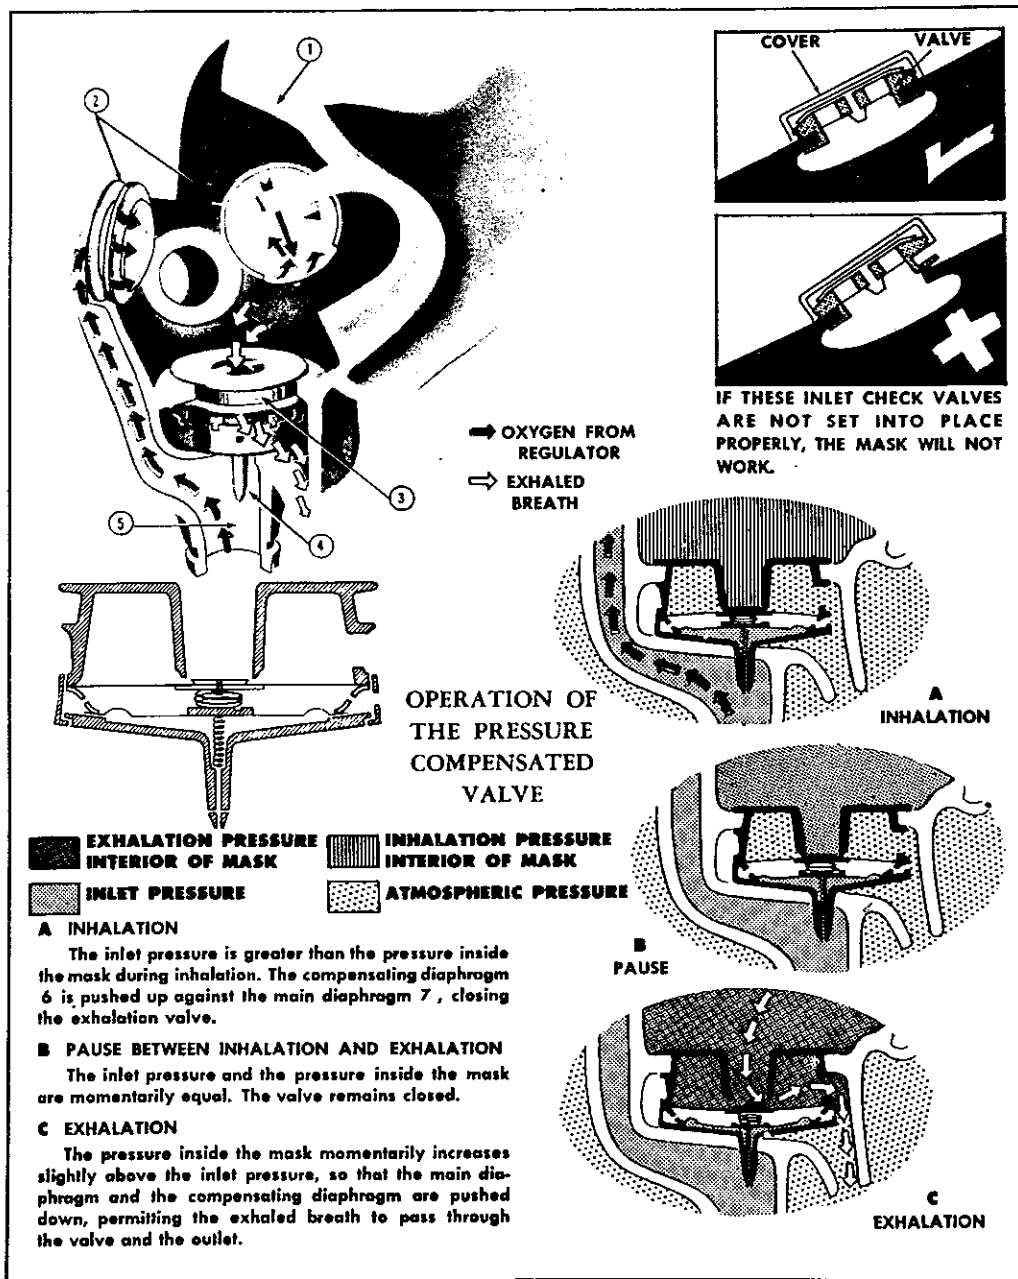 1
2
COVER VALVE
IF THESE INLET CHECK VALVES
ARE NOT SET INTO PLACE
PROPERLY, THE MASK WILL NOT
WORK.
OXYGEN FROM
REGULATOR
EXHALED
BREATH
3
4
5
OPERATION OF
THE PRESSURE
COMPENSATED
VALVE
A
INHALATION
B
PAUSE
C
EXHALATION
EXHALATION PRESSURE
INTERIOR OF MASK
INHALATION PRESSURE
INTERIOR OF MASK
INLET PRESSURE
ATMOSPHERIC PRESSURE
A INHALATION
The inlet pressure is greater than the pressure inside
the mask during inhalation. The compensating diaphragm
6 is pushed up against the main diaphragm 7, closing
the exhalation valve.
B PAUSE BETWEEN INHALATION AND EXHALATION
The inlet pressure and the pressure inside the mask
are momentarily equal. The valve remains closed.
C EXHALATION
The pressure inside the mask momentarily increases
slightly above the inlet pressure, so that the main dia-
phragm and the compensating diaphragm are pushed
down, permitting the exhaled breath to pass through
the valve and the outlet.